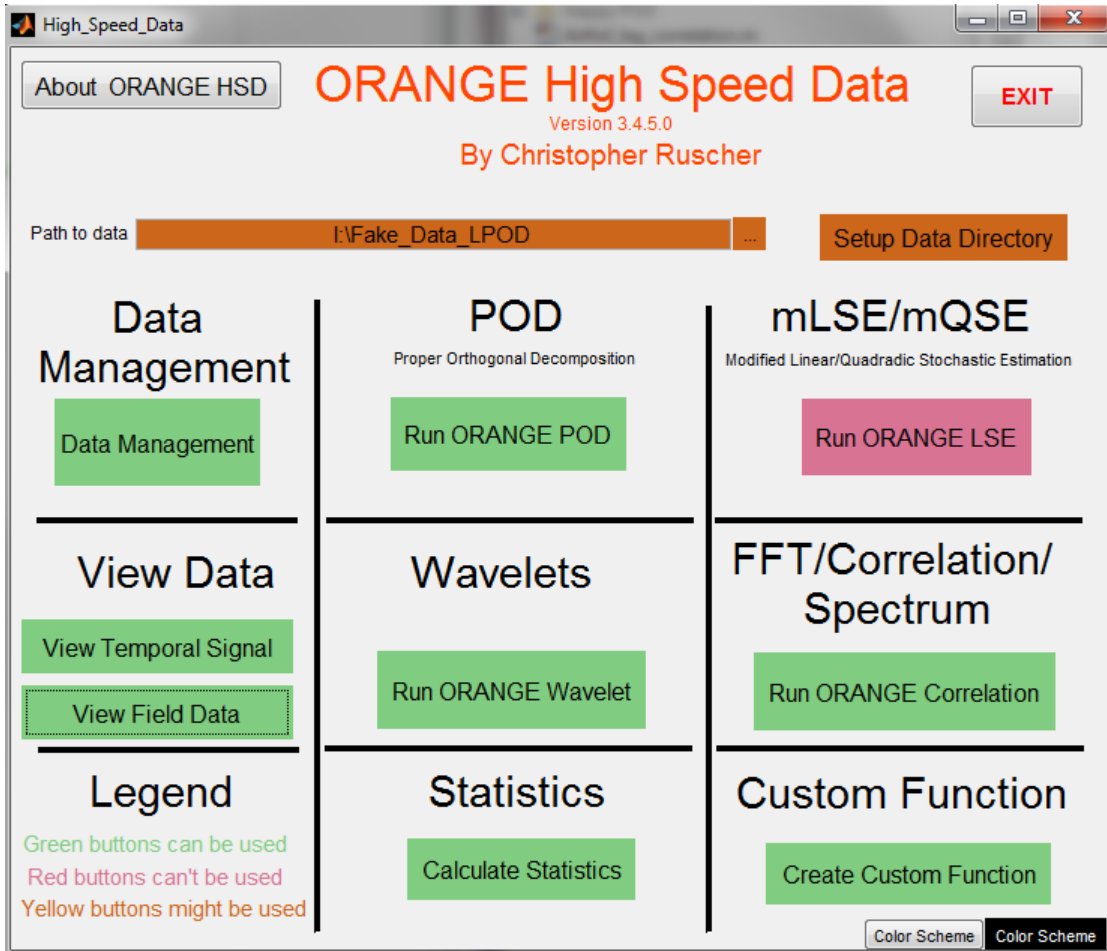 High_Speed_Data
About ORANGE HSD
ORANGE High Speed Data
EXIT
Version 3.4.5.0
By Christopher Ruscher
Path to data
I:\Fake_Data_LPOD
...
Setup Data Directory
Data
Management
Data Management
POD
Proper Orthogonal Decomposition
Run ORANGE POD
mLSE/mQSE
Modified Linear/Quadradic Stochastic Estimation
Run ORANGE LSE
View Data
View Temporal Signal
View Field Data
Wavelets
Run ORANGE Wavelet
FFT/Correlation/
Spectrum
Run ORANGE Correlation
Legend
Green buttons can be used
Red buttons can't be used
Yellow buttons might be used
Statistics
Calculate Statistics
Custom Function
Create Custom Function
Color Scheme
Color Scheme